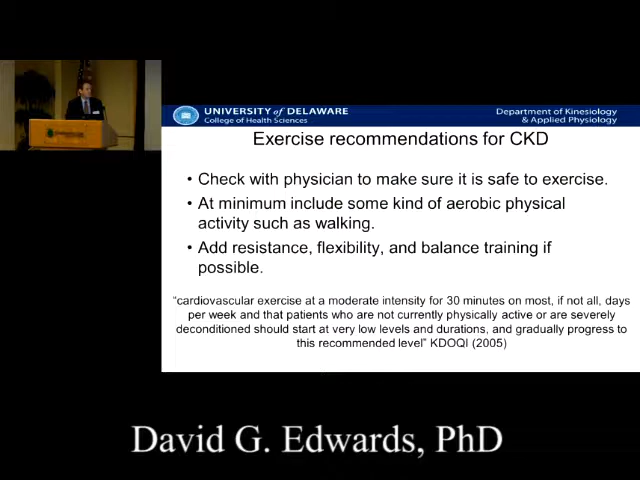 UNIVERSITY of DELAWARE
College of Health Sciences
Department of Kinesiology
& Applied Physiology
Exercise recommendations for CKD
• Check with physician to make sure it is safe to exercise.
• At minimum include some kind of aerobic physical
activity such as walking.
• Add resistance, flexibility, and balance training if
possible.
“cardiovascular exercise at a moderate intensity for 30 minutes on most, if not all, days
per week and that patients who are not currently physically active or are severely
deconditioned should start at very low levels and durations, and gradually progress to
this recommended level” KDOQI (2005)
David G. Edwards, PhD